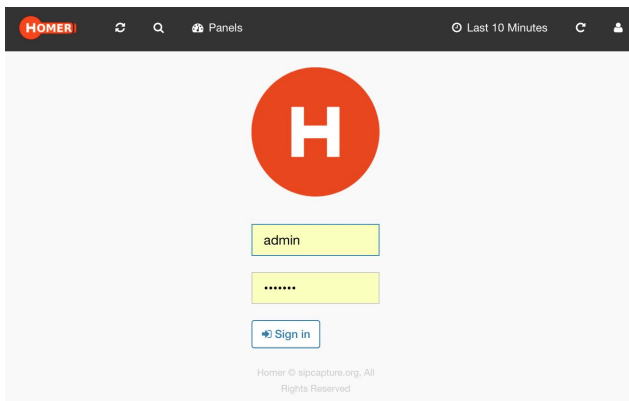 HOMER
Panels
Last 10 Minutes
H
admin
•••••••
Sign in
Homer © sipcapture.org, All
Rights Reserved